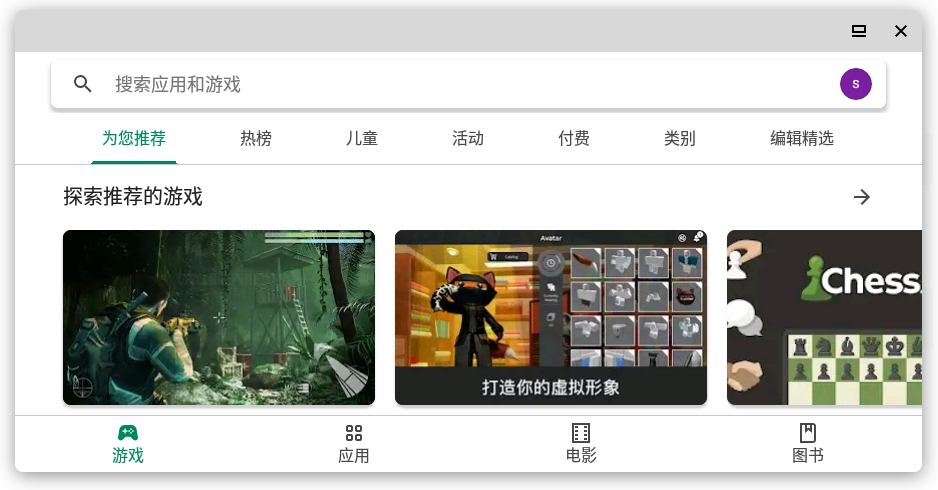 搜索应用和游戏
S
为您推荐 热榜 儿童 活动 付费 类别 编辑精选
探索推荐的游戏
Avatar
Catalog
打造你的虚拟形象
Chess
游戏 应用 电影 图书